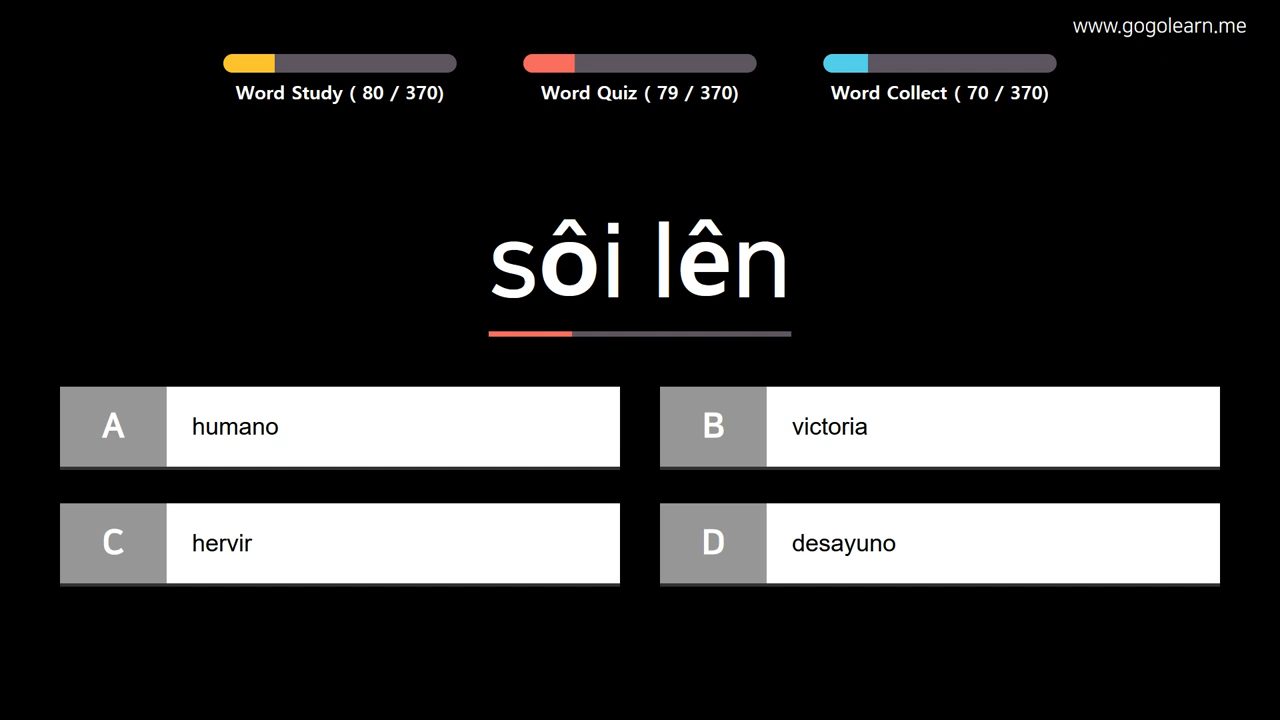 www.gogolearn.me
Word Study ( 80 / 370)
Word Quiz ( 79 / 370)
Word Collect ( 70 / 370)
sôi lên
A humano
B victoria
C hervir
D desayuno